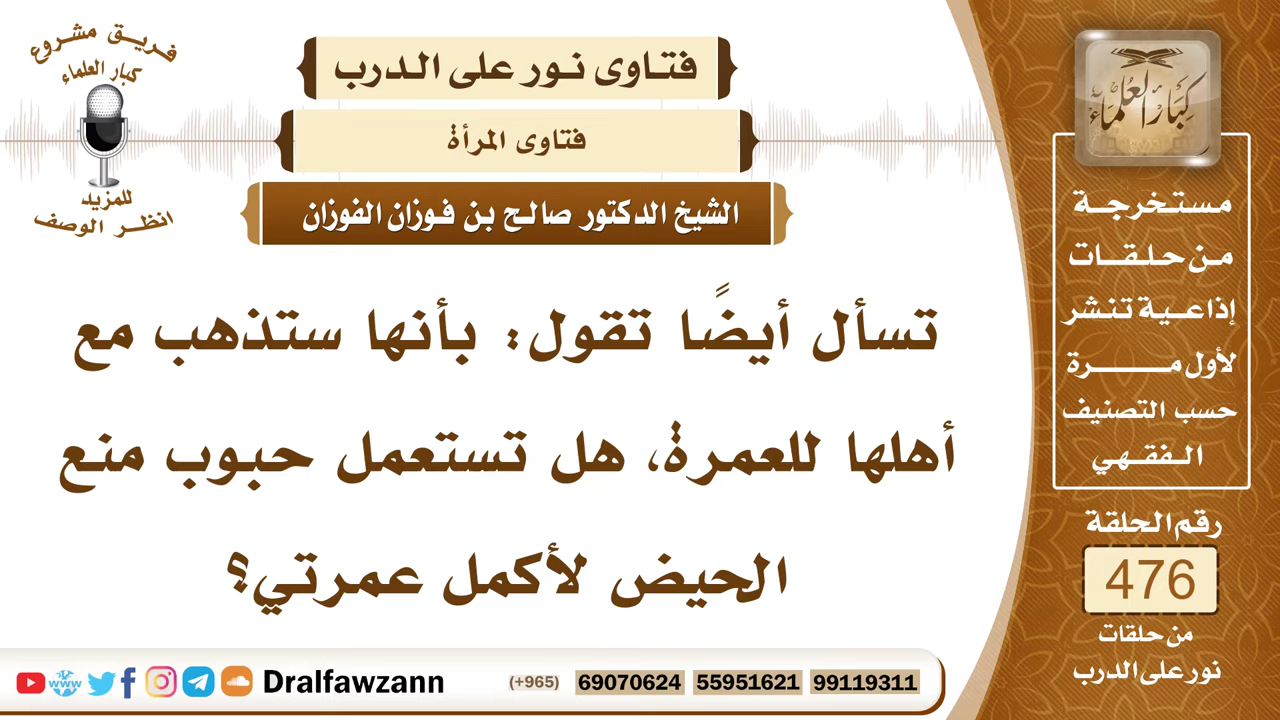 فريق مشروع
كبار العلماء
للمزيد
انظر الوصف
فتاوى نور على الدرب
فتاوى المرأة
الشيخ الدكتور صالح بن فوزان الفوزان
تسأل أيضًا تقول: بأنها ستذهب مع
أهلها للعمرة، هل تستعمل حبوب منع
الحيض لأكمل عمرتي؟
كبار العلماء
مستخرجة
من حلقات
إذاعية تنشر
لأول مرة
حسب التصنيف
الفقهي
رقم الحلقة
476
من حلقات
نور على الدرب
www Dralfawzann (+965) 69070624 55951621 99119311